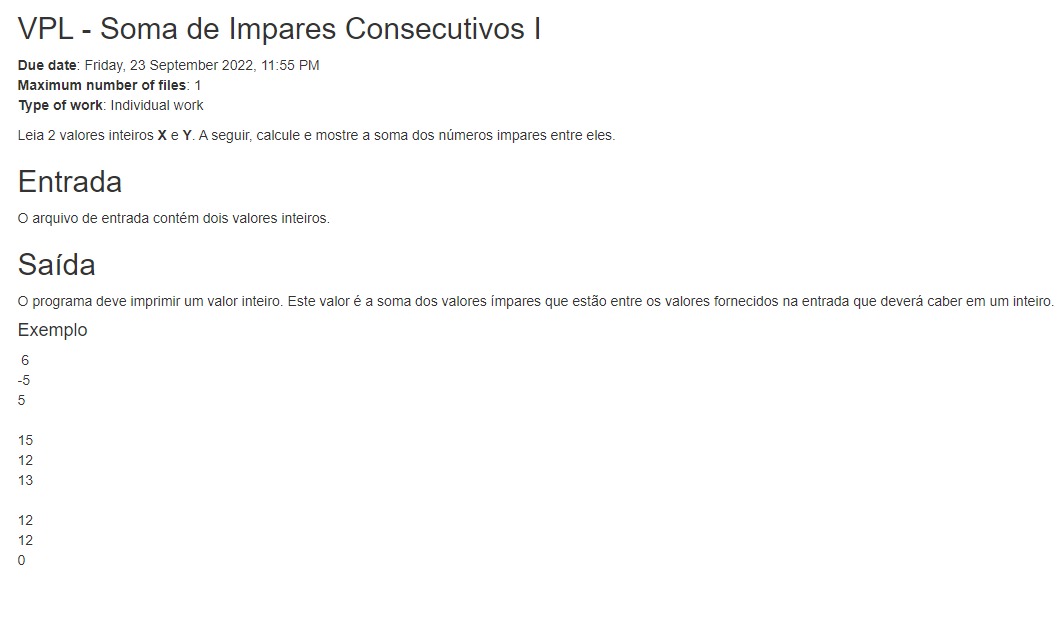 VPL - Soma de Impares Consecutivos I
Due date: Friday, 23 September 2022, 11:55 PM
Maximum number of files: 1
Type of work: Individual work
Leia 2 valores inteiros X e Y. A seguir, calcule e mostre a soma dos números impares entre eles.
Entrada
O arquivo de entrada contém dois valores inteiros.
Saída
O programa deve imprimir um valor inteiro. Este valor é a soma dos valores ímpares que estão entre os valores fornecidos na entrada que deverá caber em um inteiro.
Exemplo
6
-5
5
15
12
13
12
12
0